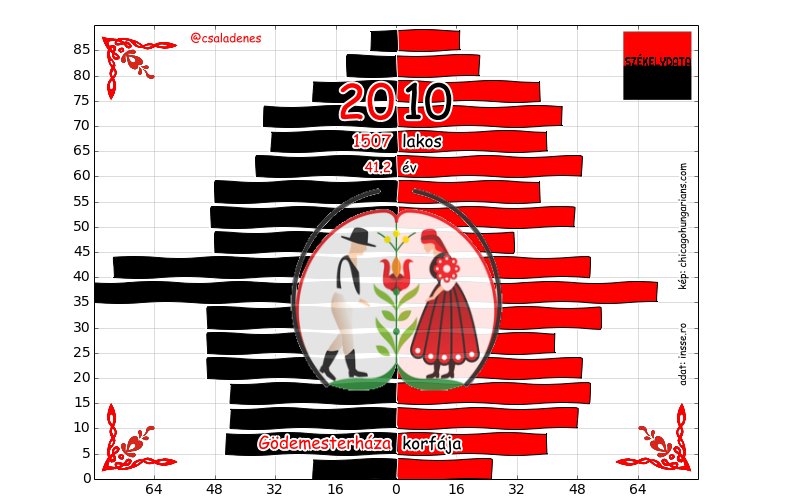 @csaladenes
SZÉKELYDATA
2010
1507 lakos
41,2 év
kép: chicagohungarians.com
adat: insse.ro
Gödemesterháza korfája
85
80
75
70
65
60
55
50
45
40
35
30
25
20
15
10
5
0
64 48 32 16 0 16 32 48 64